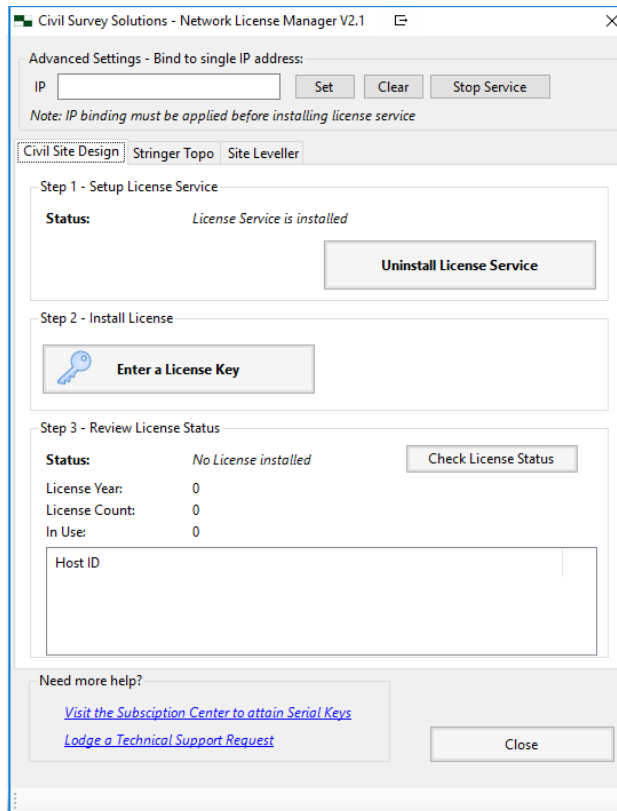 Civil Survey Solutions - Network License Manager V2.1
Advanced Settings - Bind to single IP address:
IP Set Clear Stop Service
Note: IP binding must be applied before installing license service
Civil Site Design Stringer Topo Site Leveller
Step 1 - Setup License Service
Status: License Service is installed
Uninstall License Service
Step 2 - Install License
Enter a License Key
Step 3 - Review License Status
Status: No License installed Check License Status
License Year: 0
License Count: 0
In Use: 0
Host ID
Need more help?
Visit the Subsciption Center to attain Serial Keys
Lodge a Technical Support Request
Close